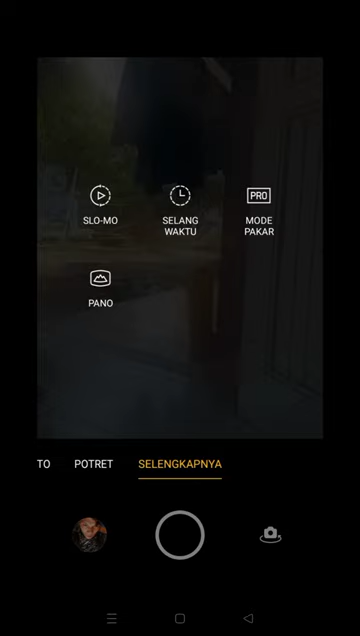 SLO-MO
SELANG
WAKTU
PRO
MODE
PAKAR
PANO
TO
POTRET
SELENGKAPNYA